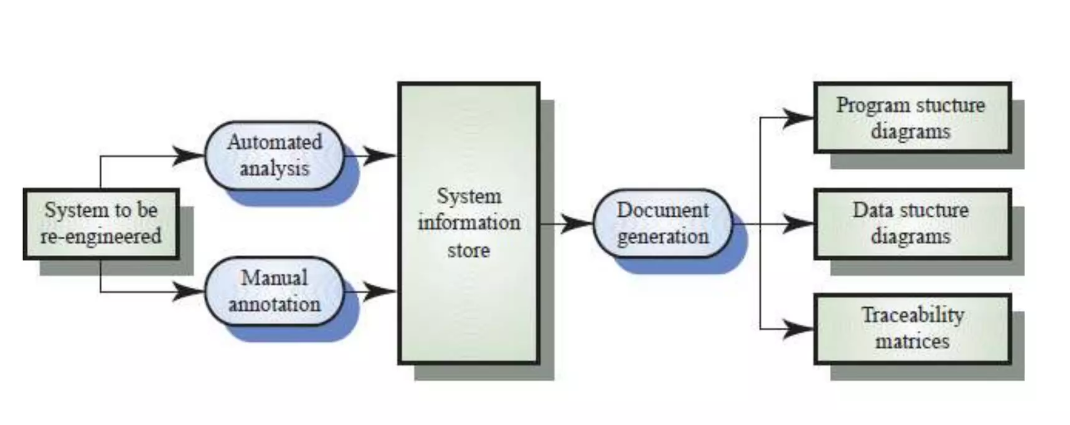 System to be
re-engineered
Automated
analysis
Manual
annotation
System
information
store
Document
generation
Program stucture
diagrams
Data stucture
diagrams
Traceability
matrices